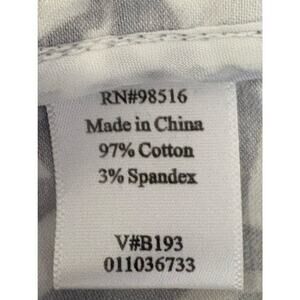 RN#98516
Made in China
97% Cotton
3% Spandex
V#B193
011036733